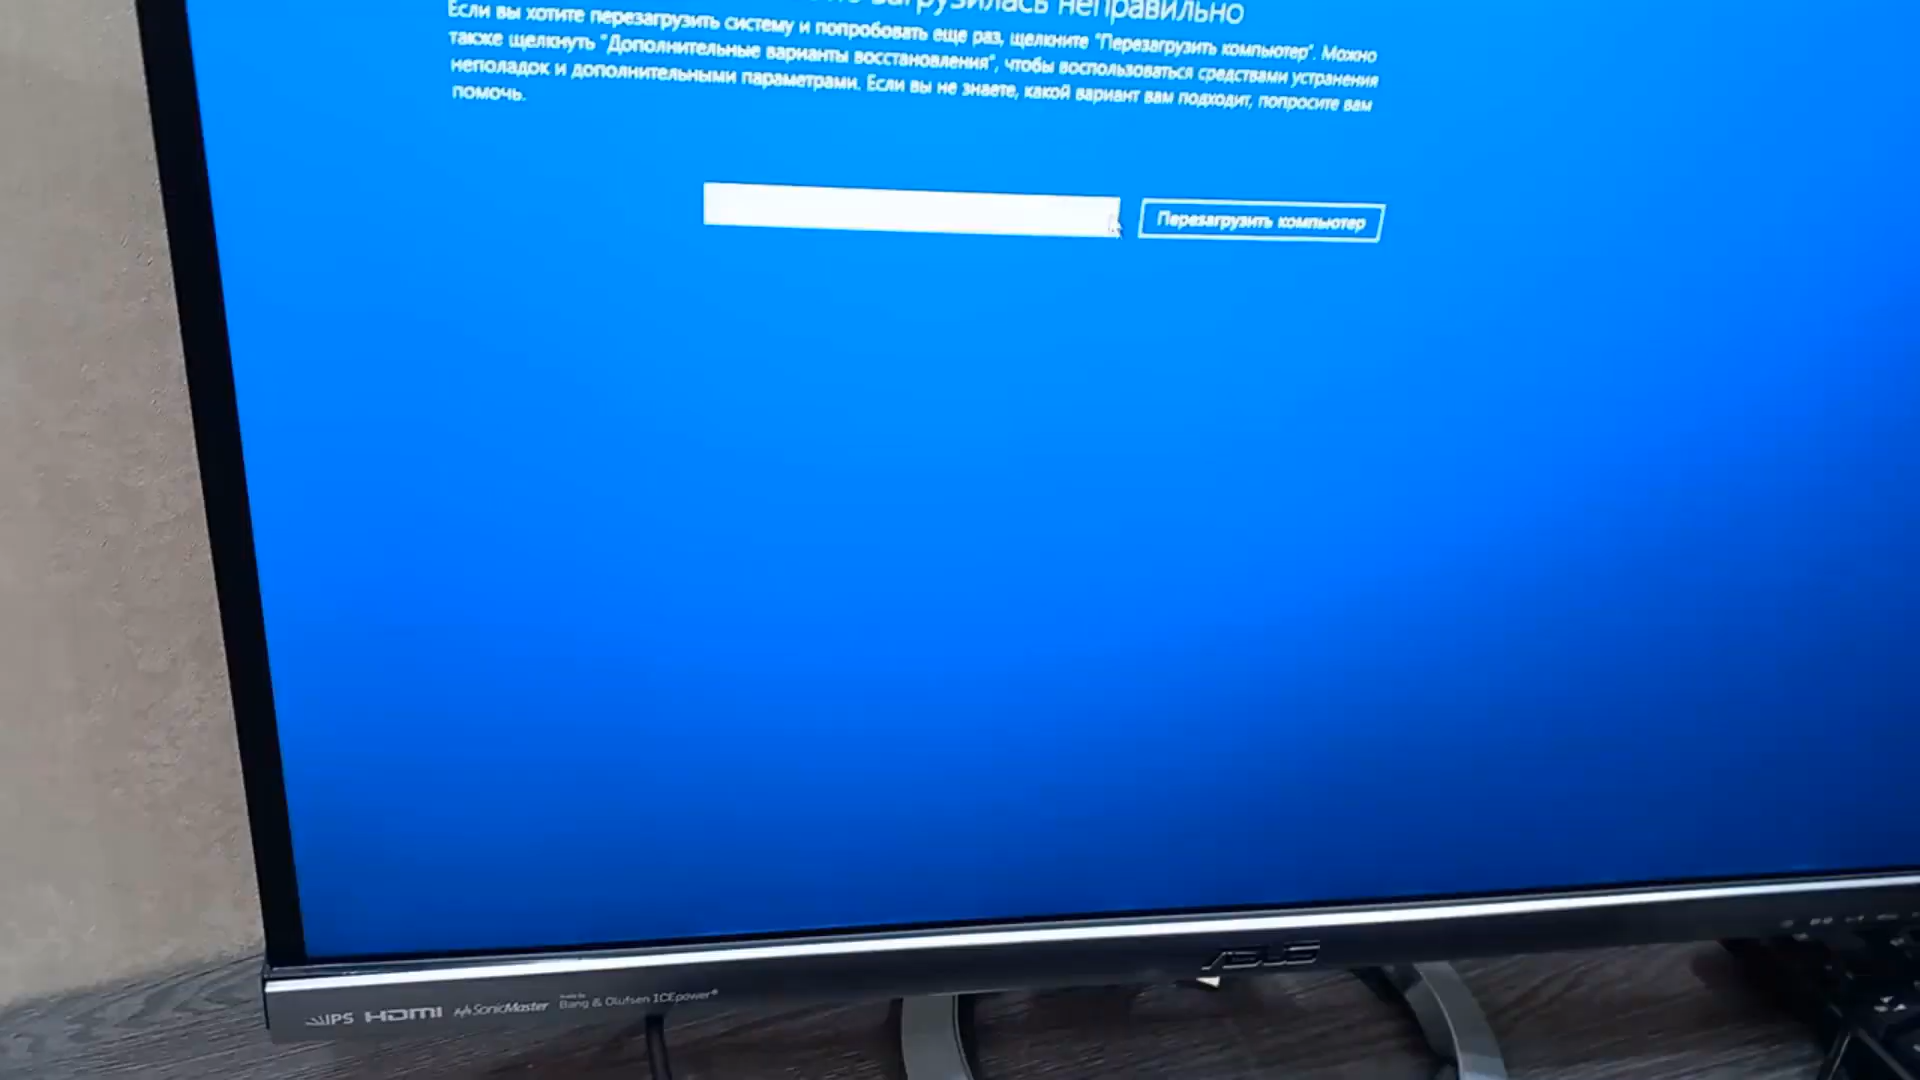 загрузилась неправильно
Если вы хотите перезагрузить систему и попробовать еще раз, щелкните "Перезагрузить компьютер". Можно
также щелкнуть "Дополнительные варианты восстановления", чтобы воспользоваться средствами устранения
неполадок и дополнительными параметрами. Если вы не знаете, какой вариант вам подходит, попросите вам
помочь.
Перезагрузить компьютер
ASUS
IPS HDMI SonicMaster Bang & Olufsen ICEpower®